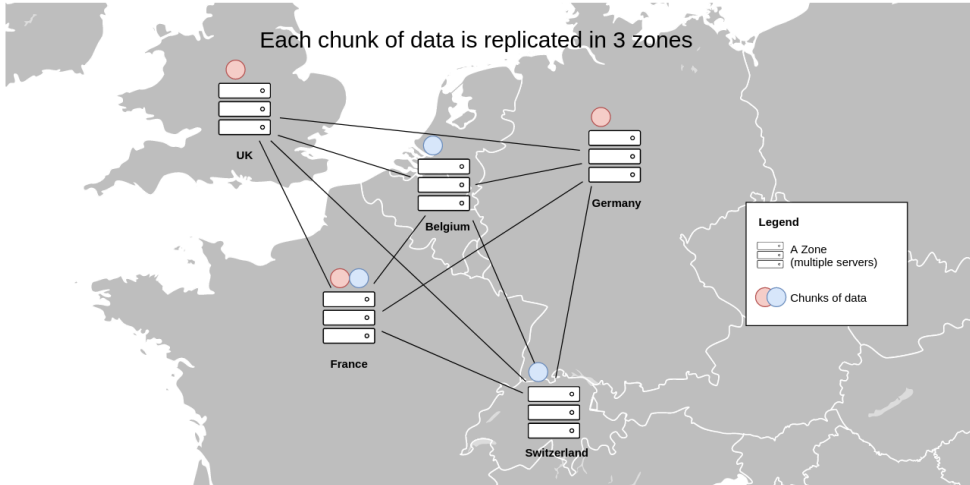 Each chunk of data is replicated in 3 zones
UK
Belgium
Germany
France
Switzerland
Legend
A Zone
(multiple servers)
Chunks of data